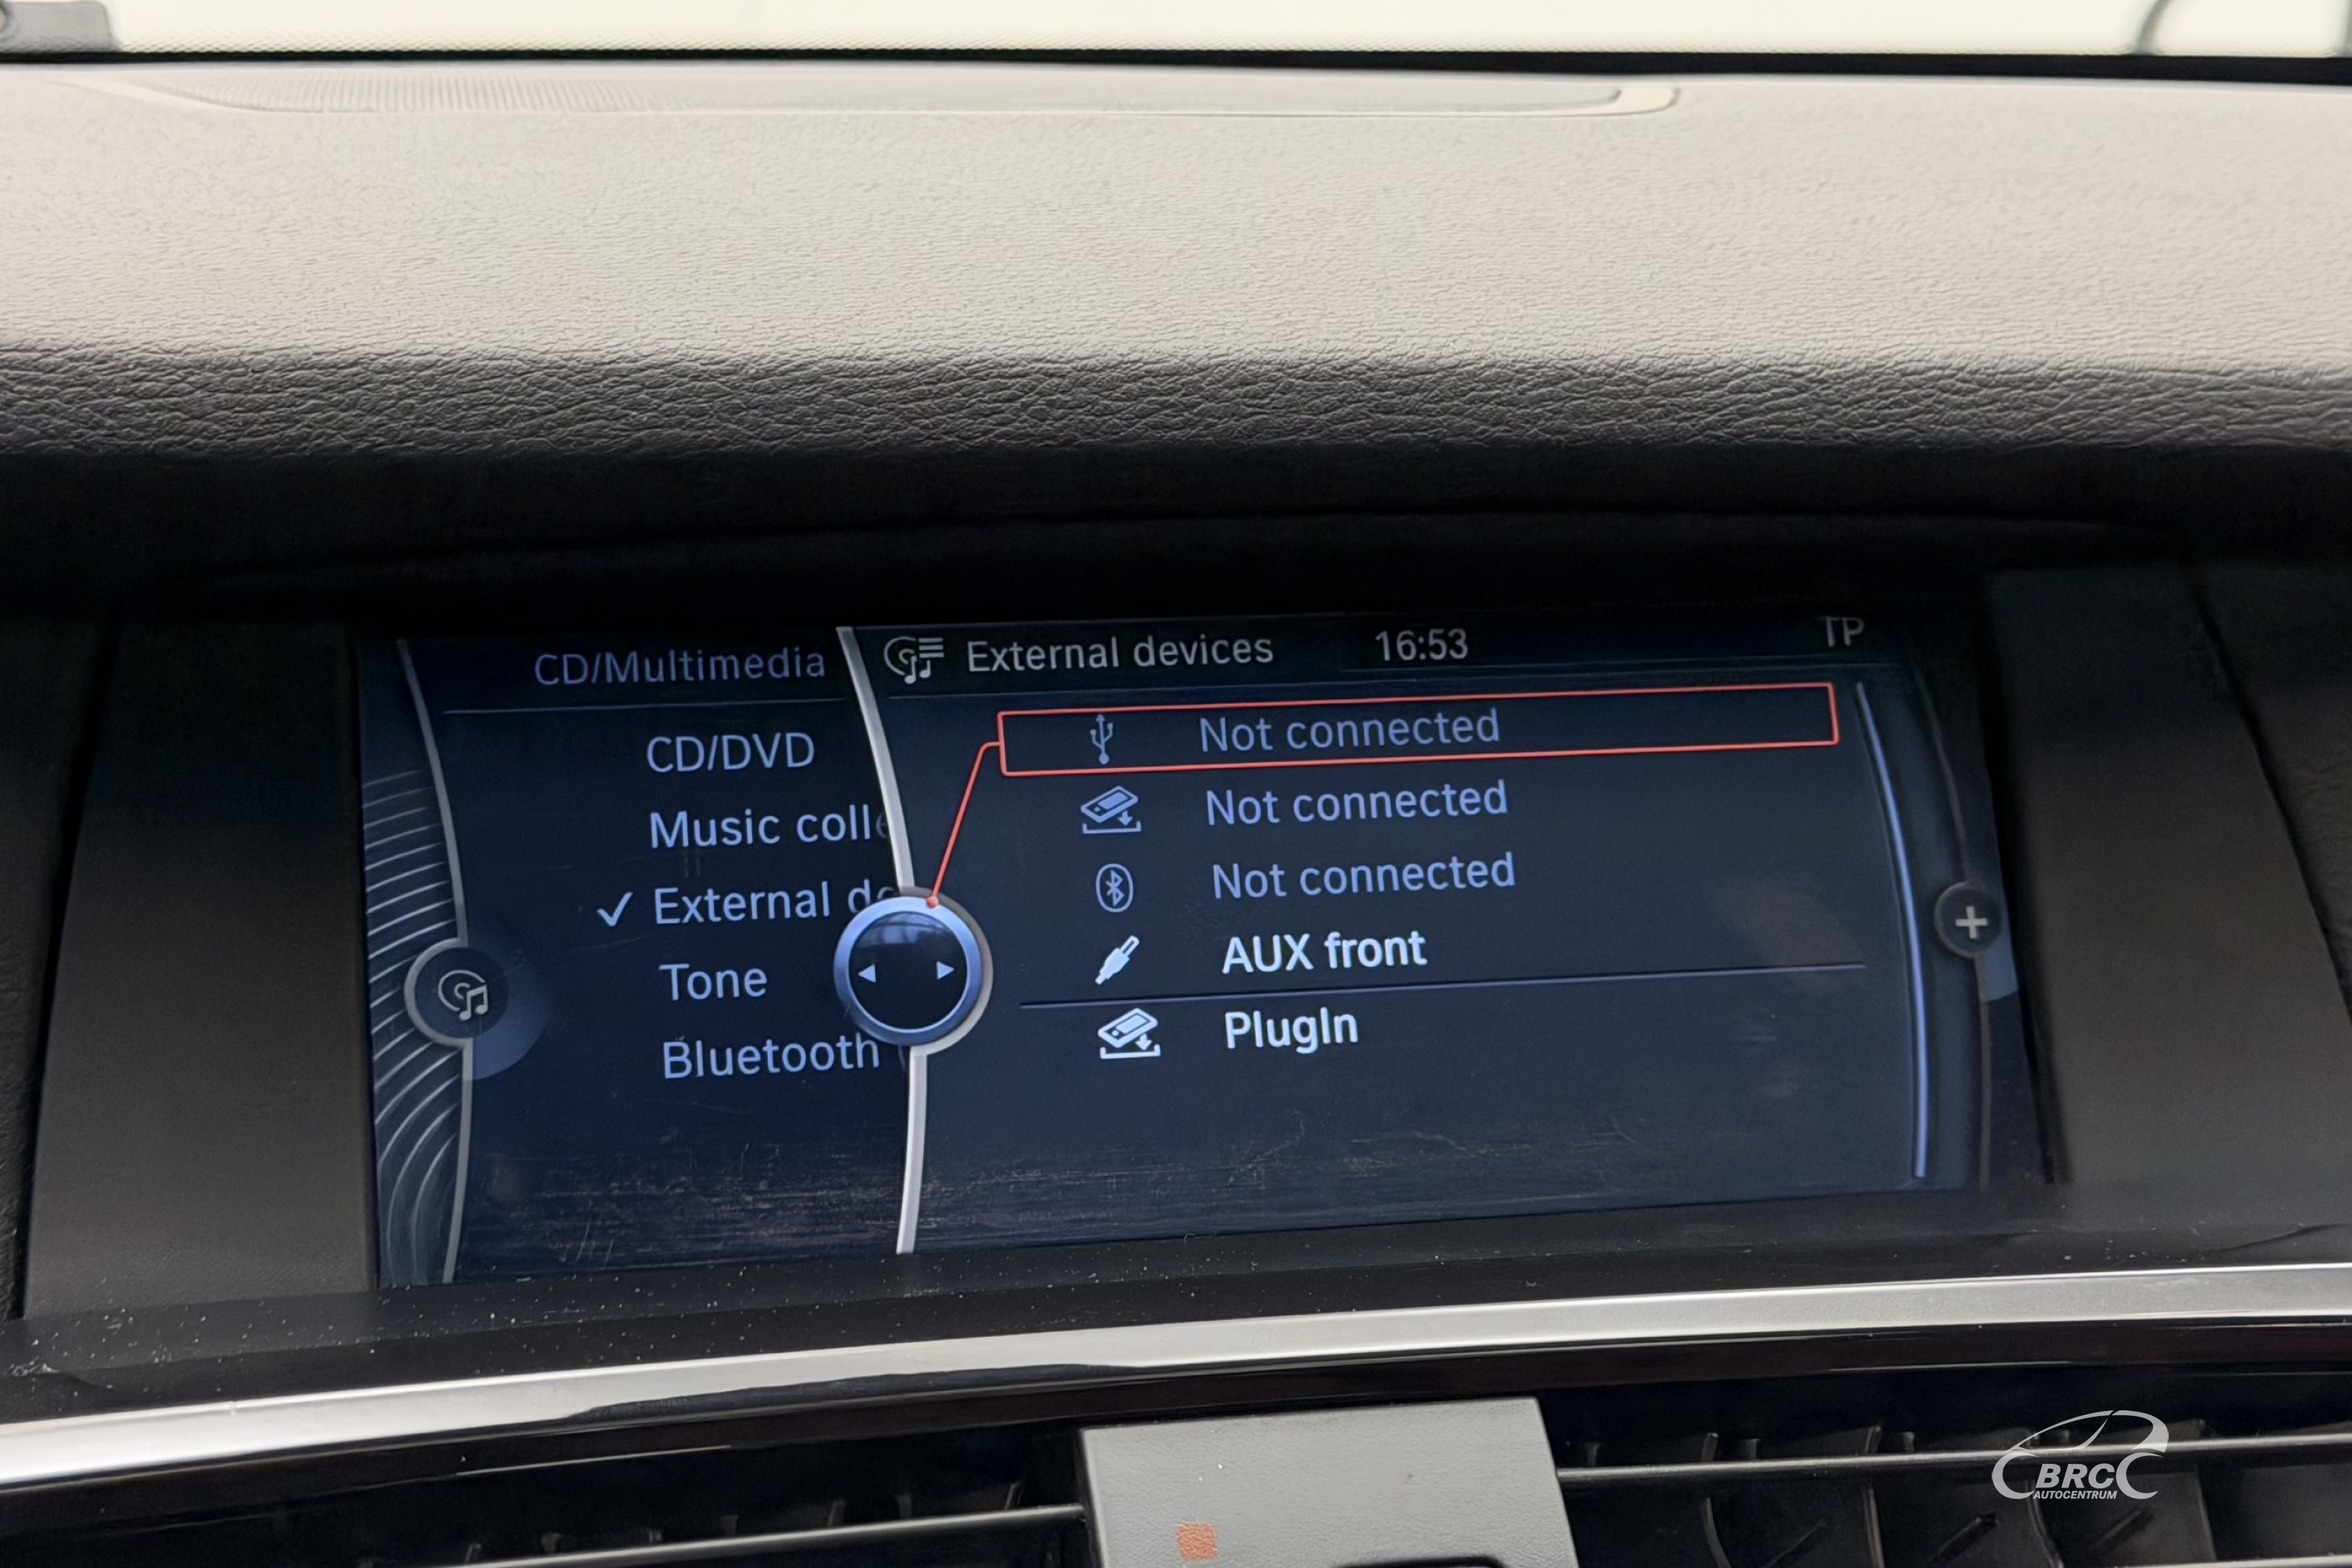 CD/Multimedia
CD/DVD
Music coll
External de
Tone
Bluetooth
External devices 16:53 TP
Not connected
Not connected
Not connected
AUX front
PlugIn
BRC
AUTOCENTRUM